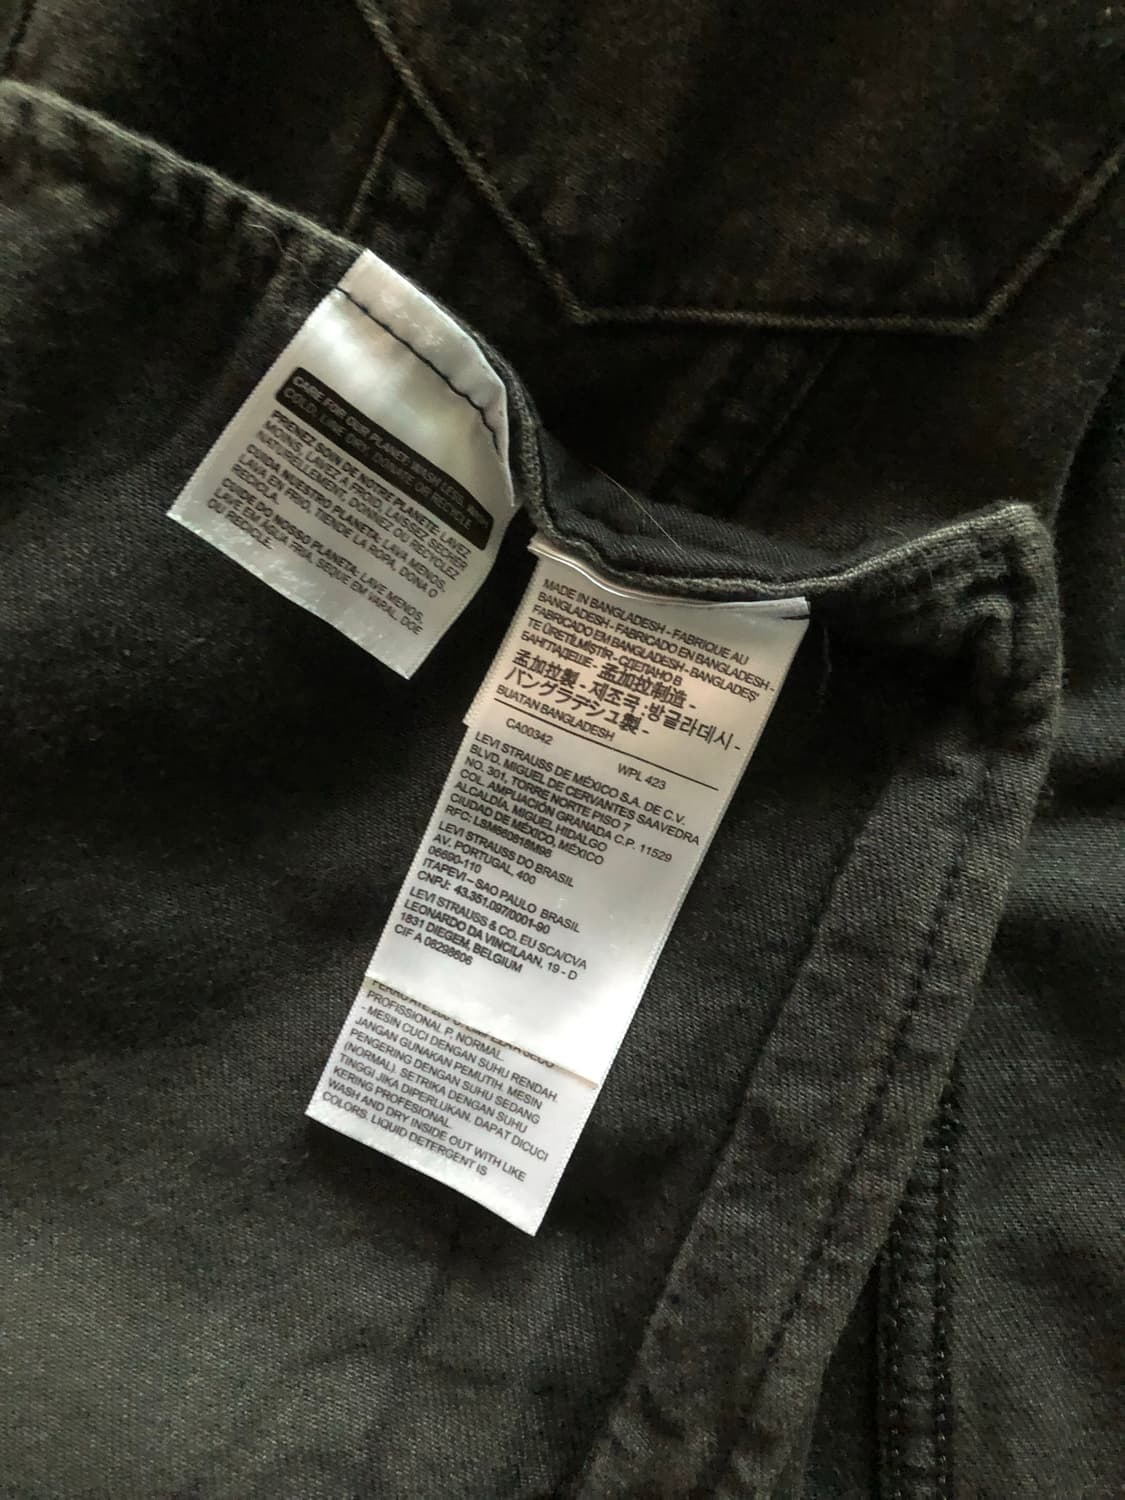 CARE FOR OUR PLANET: WASH LESS, WASH
COLD, LINE DRY, DONATE OR RECYCLE
PRENEZ SOIN DE NOTRE PLANÈTE, LAVEZ
MOINS, LAVEZ À FROID, LAISSEZ SÉCHER
NATURELLEMENT, DONNEZ OU RECYCLEZ
CUIDA NUESTRO PLANETA: LAVA MENOS,
LAVA EN FRÍO, TIENDE LA ROPA, DONA O
RECICLA.
CUIDE DO NOSSO PLANETA: LAVE MENOS,
LAVE EM ÁGUA FRIA, SEQUE EM VARAL, DOE
OU RECICLE.
MADE IN BANGLADESH - FABRIQUE AU
BANGLADESH - FABRICADO EN BANGLADESH -
FABRICADO EM BANGLADESH - BANGLADEŞ'
TE ÜRETİLMİŞTİR- СДЕЛАНО В
БАНГЛАДЕШЕ - 孟加拉制造 -
孟加拉製 - 제조국 :방글라데시 -
バングラデシュ製 -
BUATAN BANGLADESH
CA00342 WPL 423
LEVI STRAUSS DE MÉXICO S.A. DE C.V.
BLVD. MIGUEL DE CERVANTES SAAVEDRA
NO. 301, TORRE NORTE PISO 7
COL. AMPLIACIÓN GRANADA C.P. 11529
ALCALDÍA. MIGUEL HIDALGO
CIUDAD DE MÉXICO, MÉXICO
RFC: LSM860818M98
LEVI STRAUSS DO BRASIL
AV. PORTUGAL, 400
06690-110
ITAPEVI – SAO PAULO BRASIL
CNPJ: 43.351.097/0001-90
LEVI STRAUSS & CO. EU SCA/CVA
LEONARDO DA VINCILAAN, 19 - D
1831 DIEGEM, BELGIUM
CIF A 08298606
PROFISSIONAL P, NORMAL.
- MESIN CUCI DENGAN SUHU RENDAH.
JANGAN GUNAKAN PEMUTIH. MESIN
PENGERING DENGAN SUHU SEDANG
(NORMAL). SETRIKA DENGAN SUHU
TINGGI JIKA DIPERLUKAN. DAPAT DICUCI
KERING PROFESIONAL.
WASH AND DRY INSIDE OUT WITH LIKE
COLORS, LIQUID DETERGENT IS